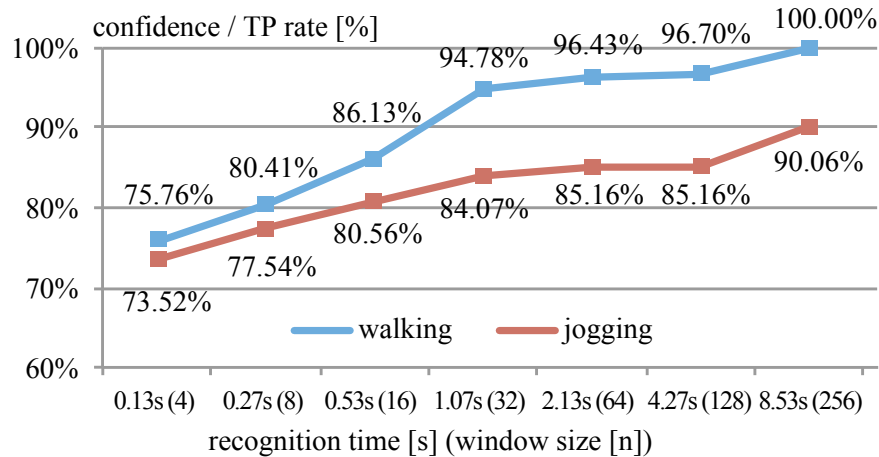 confidence / TP rate [%]
100%
90%
80%
70%
60%
75.76%
80.41%
86.13%
94.78%
96.43%
96.70%
100.00%
73.52%
77.54%
80.56%
84.07%
85.16%
85.16%
90.06%
walking
jogging
0.13s (4)
0.27s (8)
0.53s (16)
1.07s (32)
2.13s (64)
4.27s (128)
8.53s (256)
recognition time [s] (window size [n])